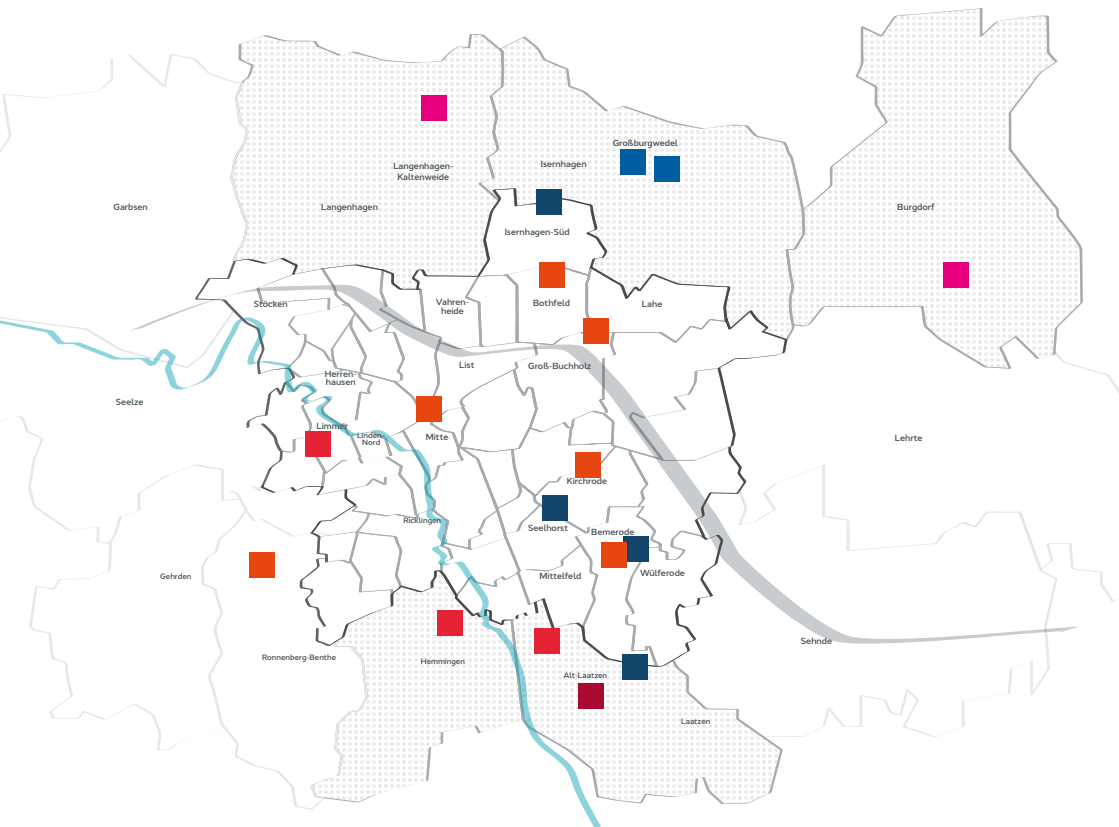 Großburgwedel
Isernhagen
Langenhagen-
Kaltenweide
Garbsen
Langenhagen
Burgdorf
Isernhagen-Süd
Stöcken
Vahren-
heide
Bothfeld
Lahe
List
Groß-Buchholz
Herren-
hausen
Seelze
Limmer
Linden-
Nord
Mitte
Lehrte
Kirchrode
Ricklingen
Seelhorst
Bemerode
Gehrden
Mittelfeld
Wülferode
Sehnde
Ronnenberg-Benthe
Hemmingen
Alt-Laatzen
Laatzen